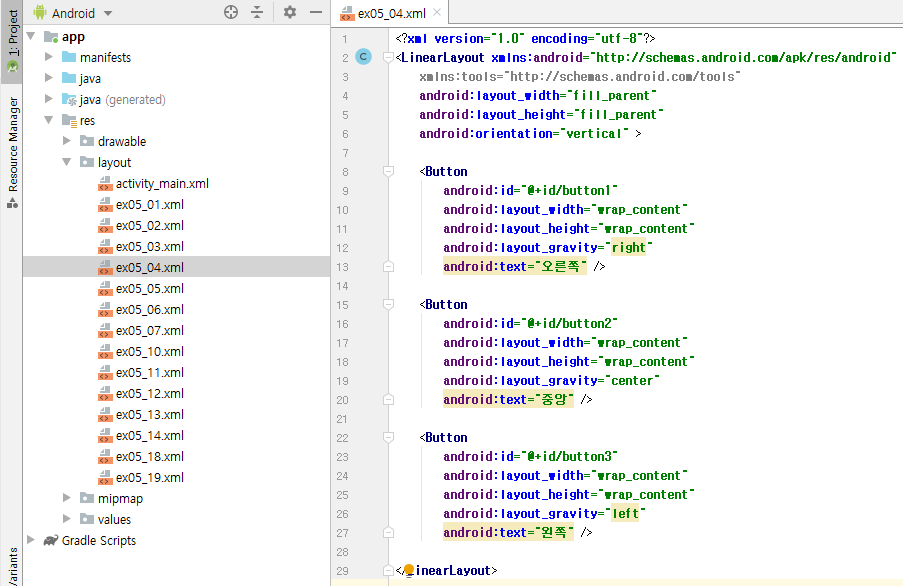 1: Project
Resource Manager
Variants
Android
app
manifests
java
java (generated)
res
drawable
layout
activity_main.xml
ex05_01.xml
ex05_02.xml
ex05_03.xml
ex05_04.xml
ex05_05.xml
ex05_06.xml
ex05_07.xml
ex05_10.xml
ex05_11.xml
ex05_12.xml
ex05_13.xml
ex05_14.xml
ex05_18.xml
ex05_19.xml
mipmap
values
Gradle Scripts
ex05_04.xml
1 <?xml version="1.0" encoding="utf-8"?>
2 C <LinearLayout xmlns:android="http://schemas.android.com/apk/res/android"
3 xmlns:tools="http://schemas.android.com/tools"
4 android:layout_width="fill_parent"
5 android:layout_height="fill_parent"
6 android:orientation="vertical" >
7
8 <Button
9 android:id="@+id/button1"
10 android:layout_width="wrap_content"
11 android:layout_height="wrap_content"
12 android:layout_gravity="right"
13 android:text="오른쪽" />
14
15 <Button
16 android:id="@+id/button2"
17 android:layout_width="wrap_content"
18 android:layout_height="wrap_content"
19 android:layout_gravity="center"
20 android:text="중앙" />
21
22 <Button
23 android:id="@+id/button3"
24 android:layout_width="wrap_content"
25 android:layout_height="wrap_content"
26 android:layout_gravity="left"
27 android:text="왼쪽" />
28
29 </LinearLayout>